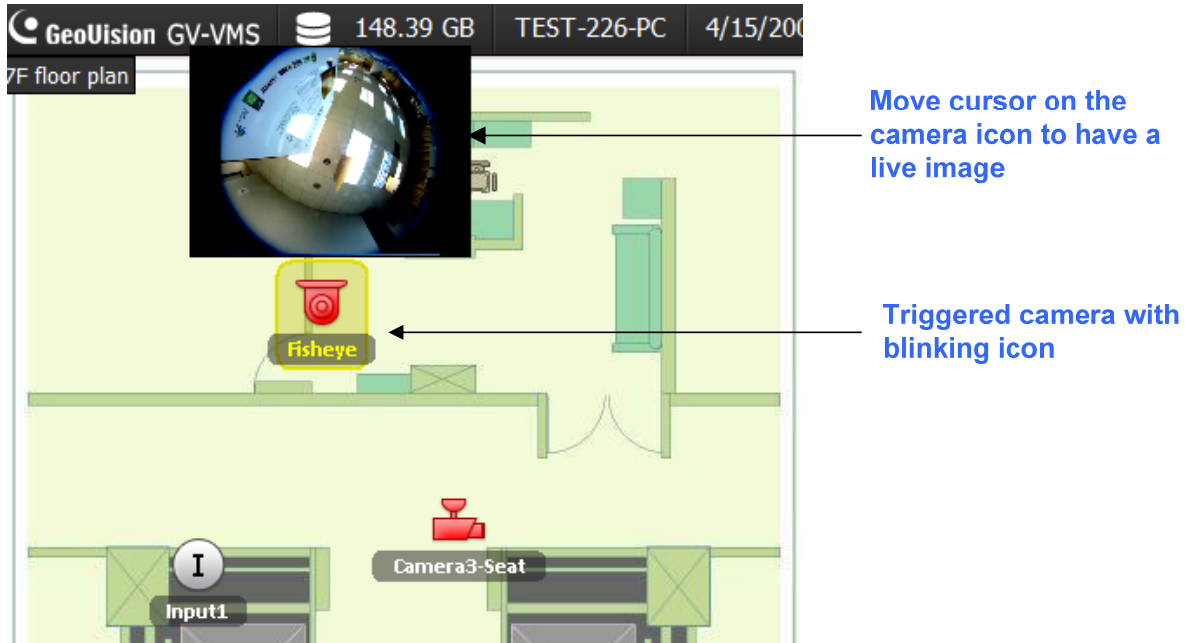 GeoVision GV-VMS 148.39 GB TEST-226-PC 4/15/200
7F floor plan
Move cursor on the
camera icon to have a
live image
Fisheye
Triggered camera with
blinking icon
Camera3-Seat
I
Input1